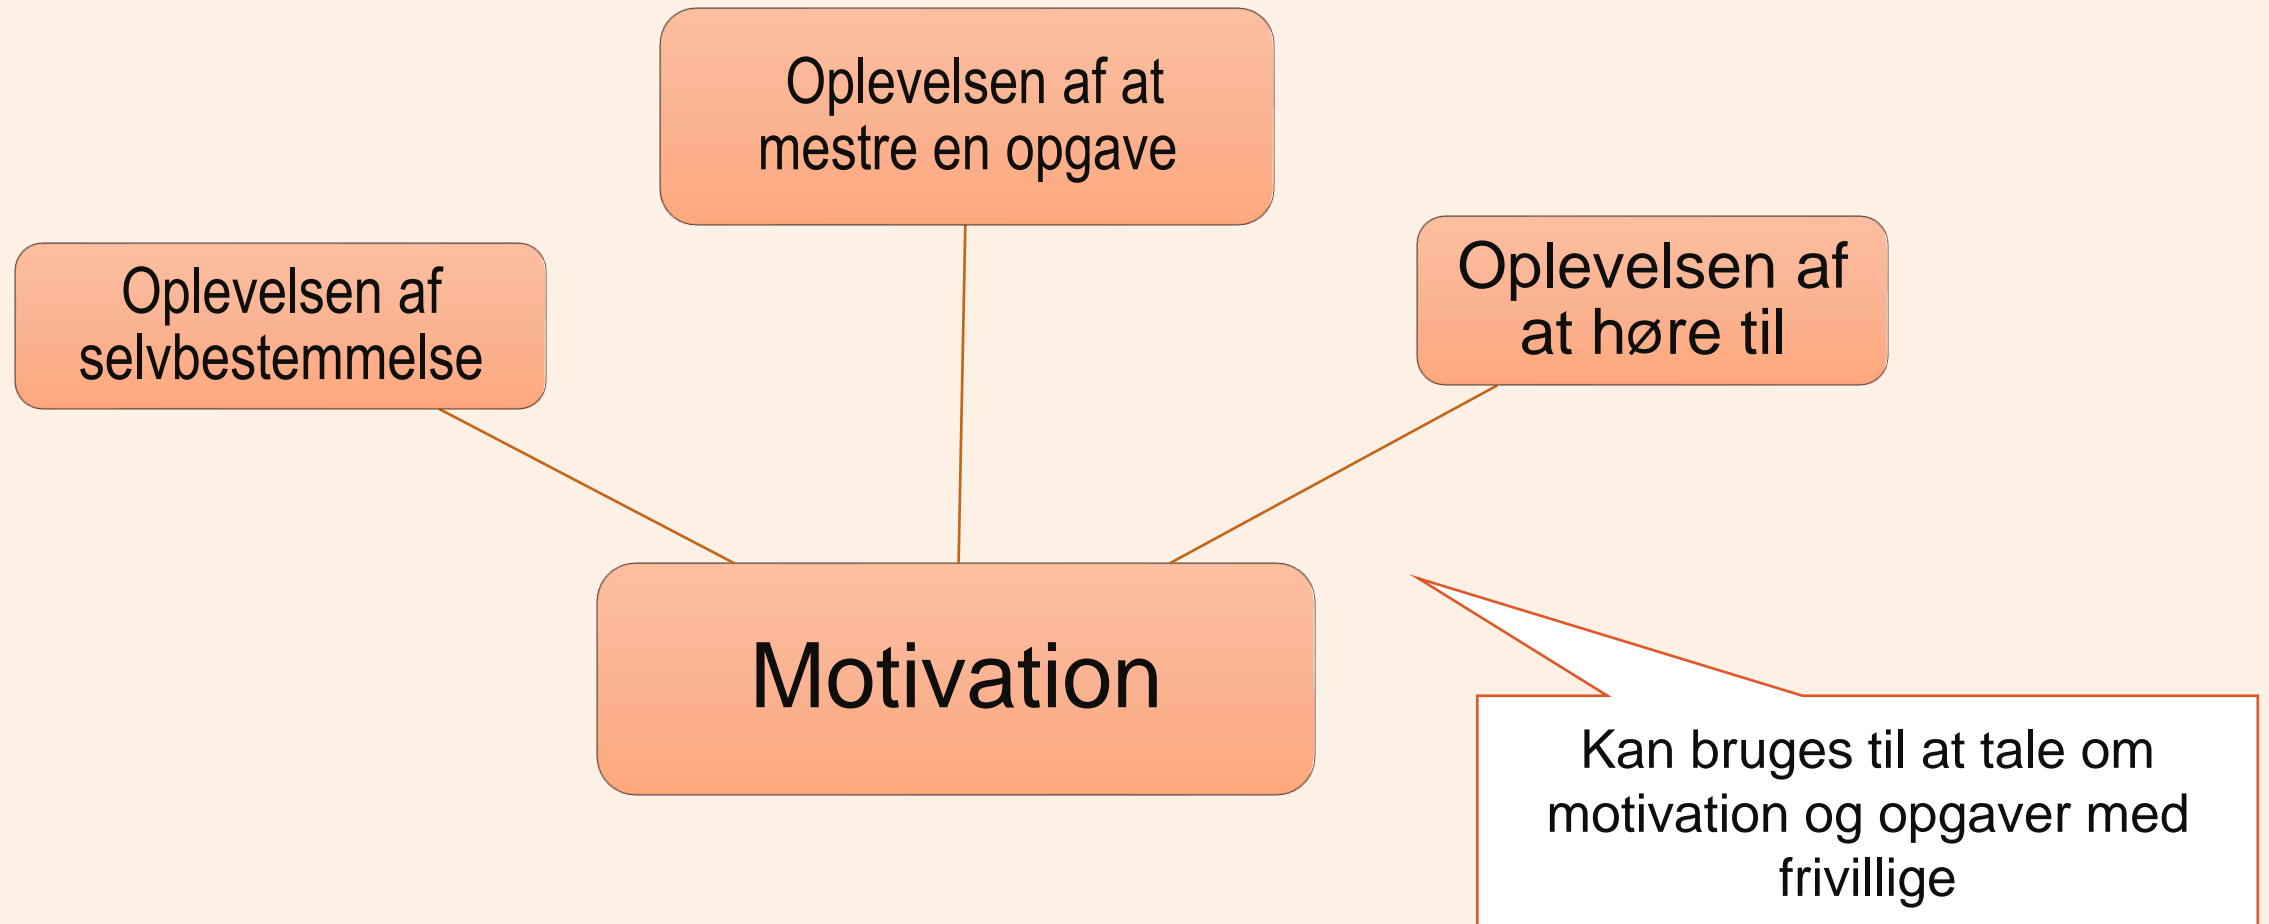 Oplevelsen af at
mestre en opgave
Oplevelsen af
selvbestemmelse
Oplevelsen af
at høre til
Motivation
Kan bruges til at tale om
motivation og opgaver med
frivillige